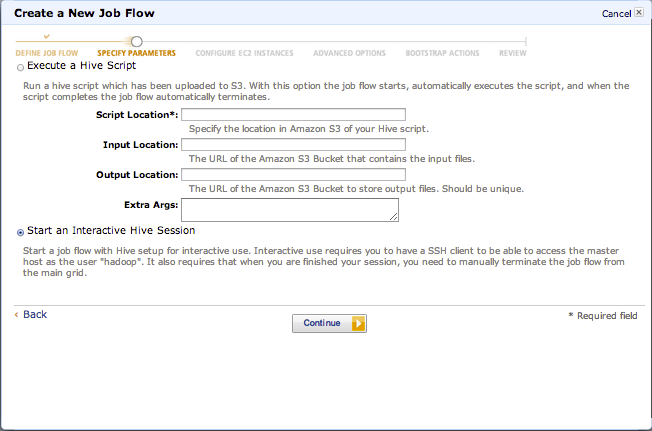 Create a New Job Flow
Cancel
DEFINE JOB FLOW SPECIFY PARAMETERS CONFIGURE EC2 INSTANCES ADVANCED OPTIONS BOOTSTRAP ACTIONS REVIEW
Execute a Hive Script
Run a hive script which has been uploaded to S3. With this option the job flow starts, automatically executes the script, and when the
script completes the job flow automatically terminates.
Script Location*:
Specify the location in Amazon S3 of your Hive script.
Input Location:
The URL of the Amazon S3 Bucket that contains the input files.
Output Location:
The URL of the Amazon S3 Bucket to store output files. Should be unique.
Extra Args:
Start an Interactive Hive Session
Start a job flow with Hive setup for interactive use. Interactive use requires you to have a SSH client to be able to access the master
host as the user "hadoop". It also requires that when you are finished your session, you need to manually terminate the job flow from
the main grid.
‹ Back
Continue
* Required field